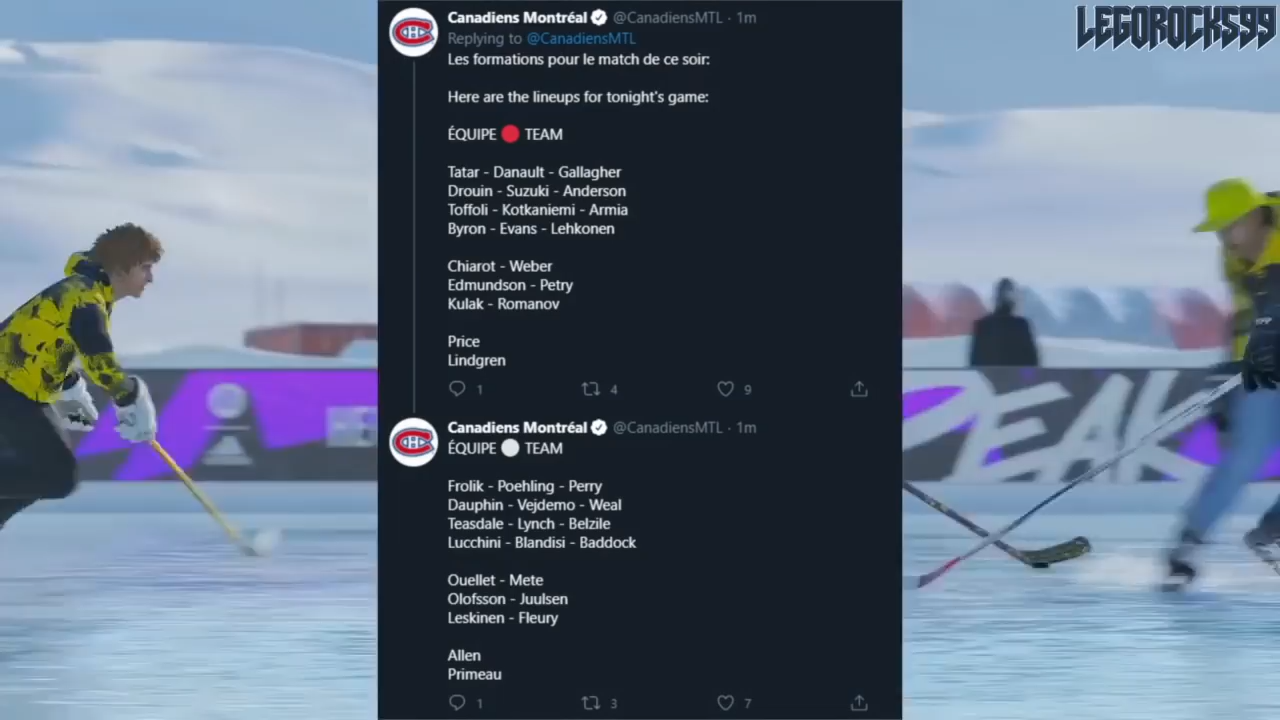 LEGOROCKS99
Canadiens Montréal @CanadiensMTL · 1m
Replying to @CanadiensMTL
Les formations pour le match de ce soir:
Here are the lineups for tonight's game:
ÉQUIPE 🔴 TEAM
Tatar - Danault - Gallagher
Drouin - Suzuki - Anderson
Toffoli - Kotkaniemi - Armia
Byron - Evans - Lehkonen
Chiarot - Weber
Edmundson - Petry
Kulak - Romanov
Price
Lindgren
1 4 9
Canadiens Montréal @CanadiensMTL · 1m
ÉQUIPE ⚪ TEAM
Frolik - Poehling - Perry
Dauphin - Vejdemo - Weal
Teasdale - Lynch - Belzile
Lucchini - Blandisi - Baddock
Ouellet - Mete
Olofsson - Juulsen
Leskinen - Fleury
Allen
Primeau
1 3 7
PEAK